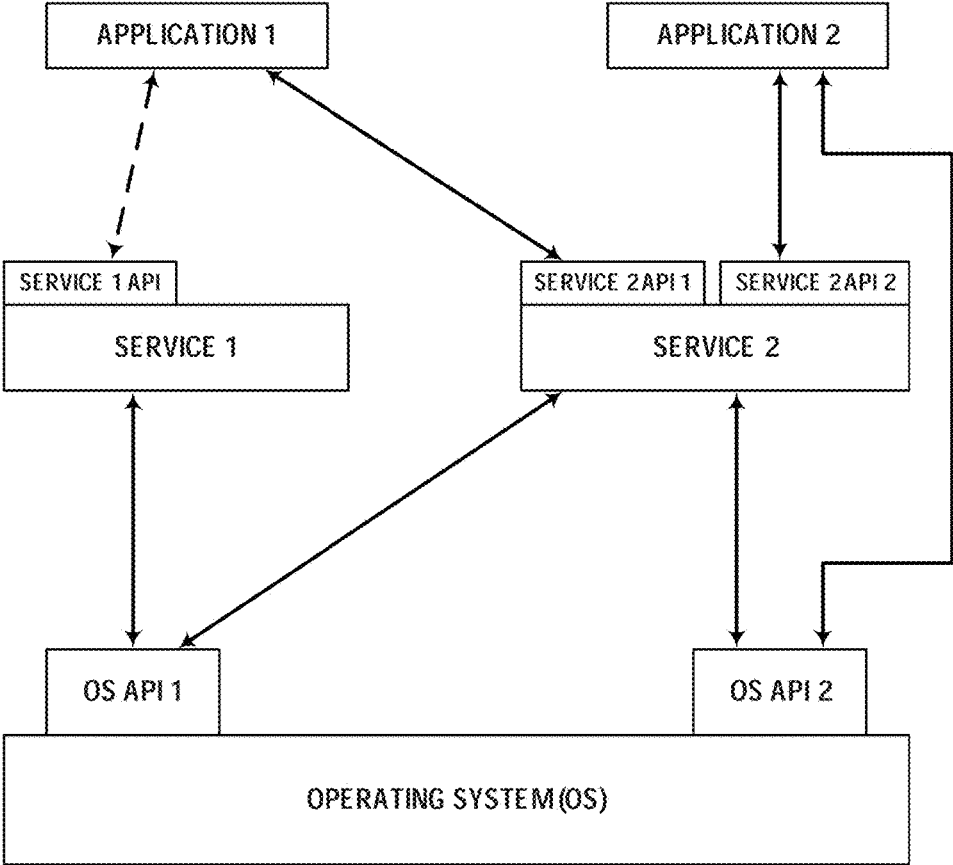 APPLICATION 1
APPLICATION 2
SERVICE 1 API
SERVICE 2 API 1
SERVICE 2 API 2
SERVICE 1
SERVICE 2
OS API 1
OS API 2
OPERATING SYSTEM (OS)